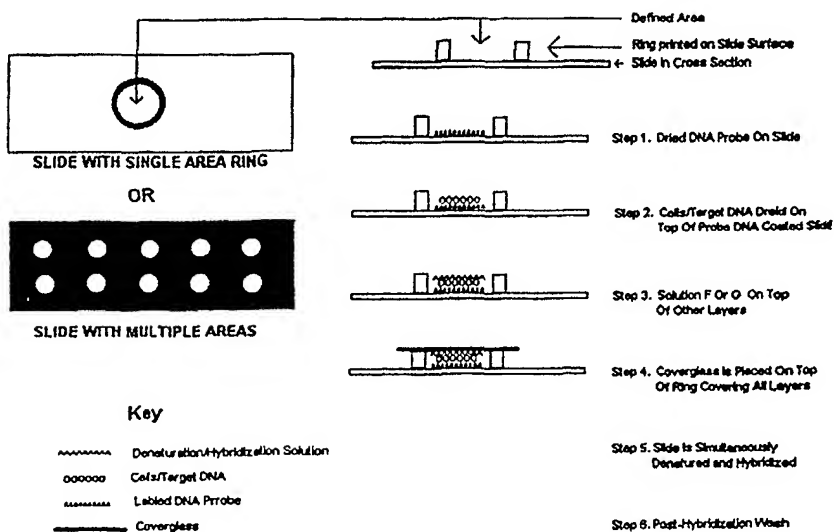 Defined Area
Ring printed on Slide Surface
Slide In Cross Section
SLIDE WITH SINGLE AREA RING
OR
SLIDE WITH MULTIPLE AREAS
Step 1. Dried DNA Probe On Slide
Step 2. Cells/Target DNA Dreid On
Top Of Probe DNA Coated Slide
Step 3. Solution F Or O On Top
Of Other Layers
Step 4. Coverglass Is Placed On Top
Of Ring Covering All Layers
Step 5. Slide Is Simultaneously
Denatured and Hybridized
Step 6. Post-Hybridization Wash
Key
Denaturation/Hybridization Solution
Cells/Target DNA
Labled DNA Prrobe
Coverglass